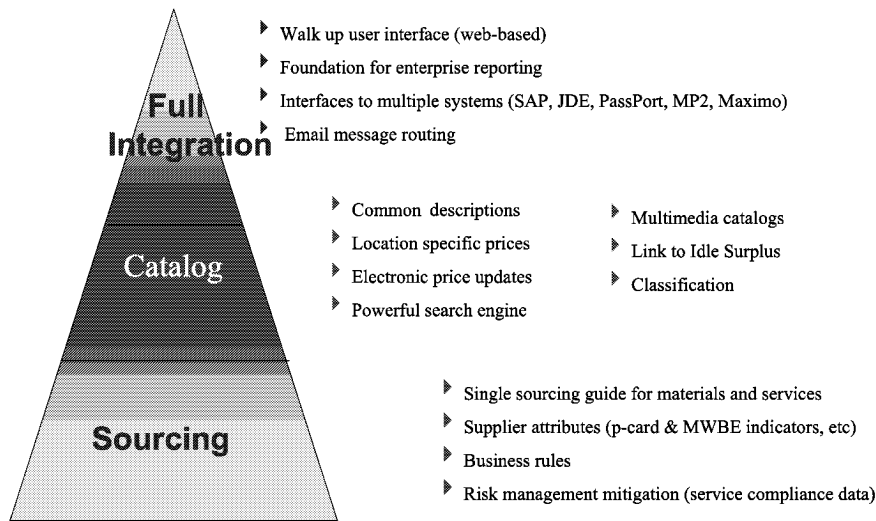 Walk up user interface (web-based)
Foundation for enterprise reporting
Interfaces to multiple systems (SAP, JDE, PassPort, MP2, Maximo)
Email message routing
Full
Integration
Common descriptions
Location specific prices
Electronic price updates
Powerful search engine
Multimedia catalogs
Link to Idle Surplus
Classification
Catalog
Single sourcing guide for materials and services
Supplier attributes (p-card & MWBE indicators, etc)
Business rules
Risk management mitigation (service compliance data)
Sourcing